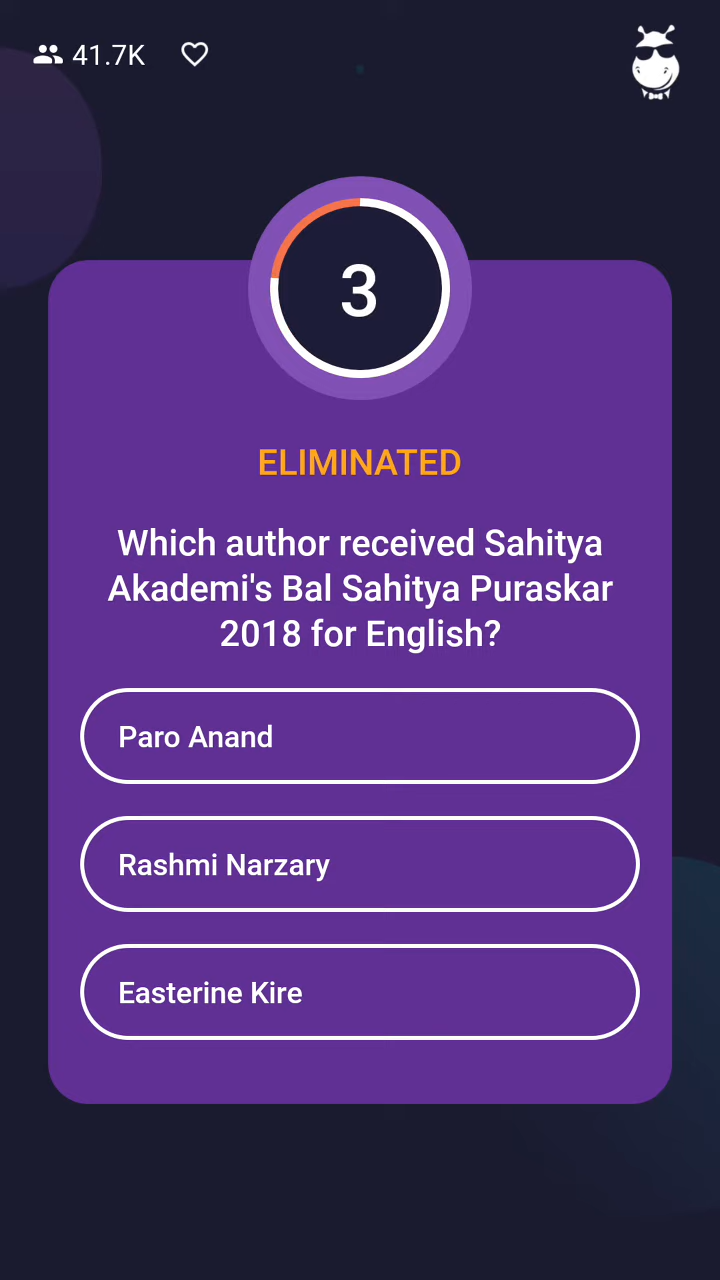 41.7K
3
ELIMINATED
Which author received Sahitya
Akademi's Bal Sahitya Puraskar
2018 for English?
Paro Anand
Rashmi Narzary
Easterine Kire